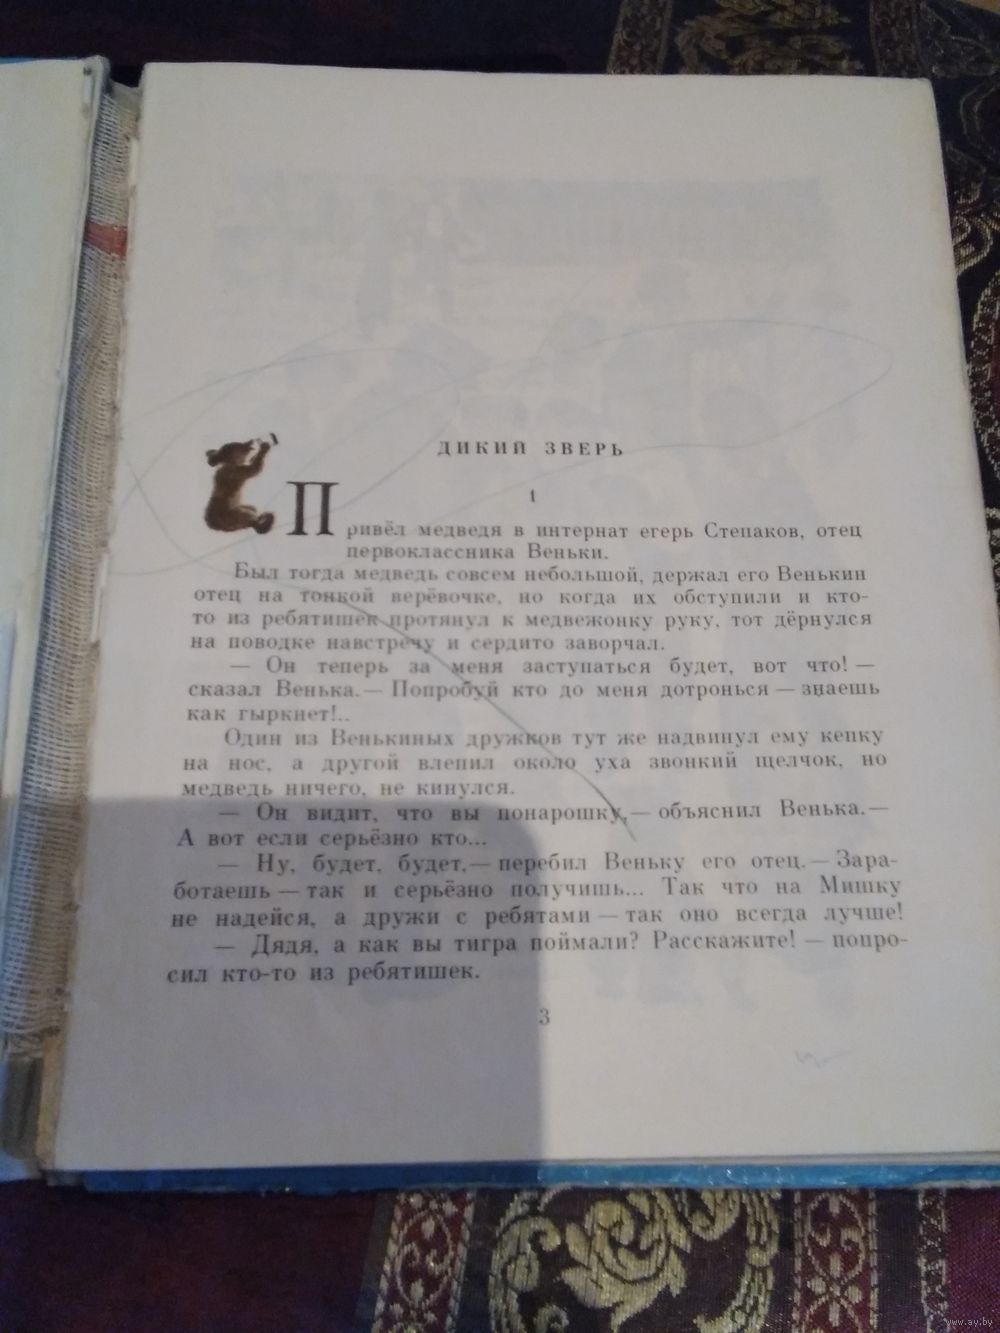 ДИКИЙ ЗВЕРЬ
1
Привёл медведя в интернат егерь Степаков, отец
первоклассника Веньки.
Был тогда медведь совсем небольшой, держал его Венькин
отец на тонкой верёвочке, но когда их обступили и кто-
то из ребятишек протянул к медвежонку руку, тот дёрнулся
на поводке навстречу и сердито заворчал.
— Он теперь за меня заступаться будет, вот что! —
сказал Венька.— Попробуй кто до меня дотронься — знаешь
как гыркнет!..
Один из Венькиных дружков тут же надвинул ему кепку
на нос, а другой влепил около уха звонкий щелчок, но
медведь ничего, не кинулся.
— Он видит, что вы понарошку,— объяснил Венька.—
А вот если серьёзно кто...
— Ну, будет, будет,— перебил Веньку его отец.— Зара-
ботаешь — так и серьёзно получишь... Так что на Мишку
не надейся, а дружи с ребятами — так оно всегда лучше!
— Дядя, а как вы тигра поймали? Расскажите! — попро-
сил кто-то из ребятишек.
3
www.ay.by